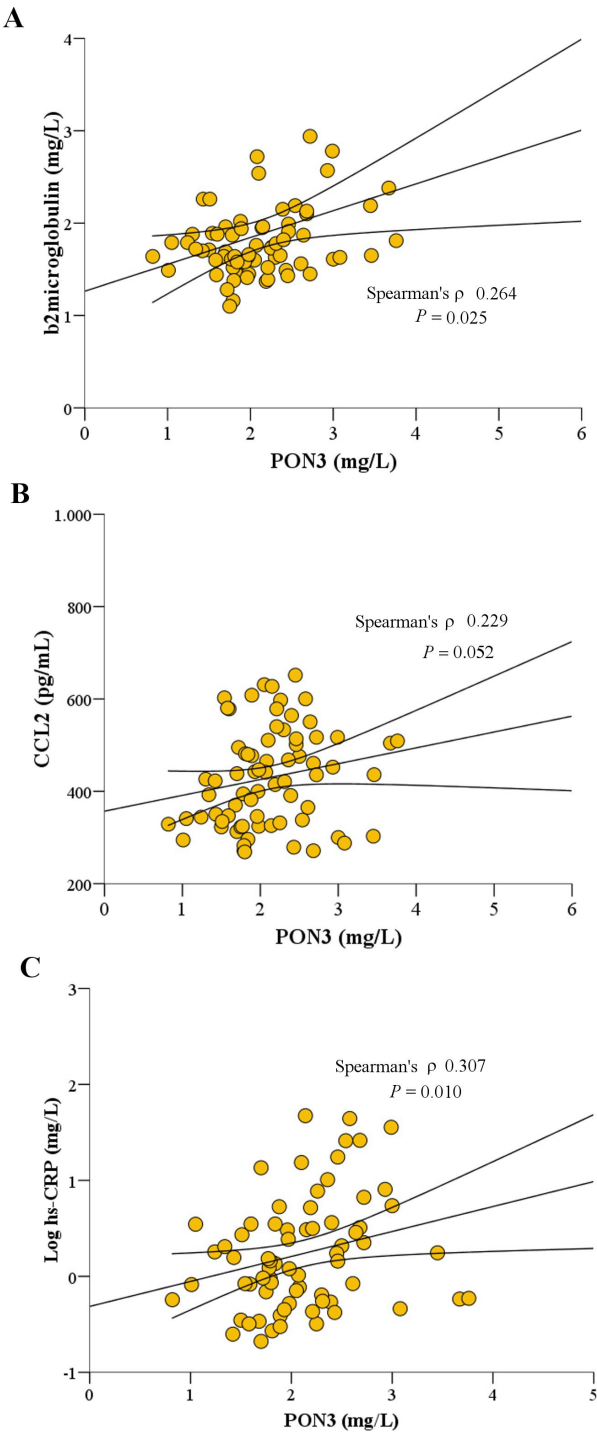 A
4
3
2
1
0
b2microglobulin (mg/L)
Spearman's ρ 0.264
P = 0.025
0 1 2 3 4 5 6
PON3 (mg/L)
B
1.000
800
600
400
200
CCL2 (pg/mL)
Spearman's ρ 0.229
P = 0.052
0 1 2 3 4 5 6
PON3 (mg/L)
C
3
2
1
0
-1
Log hs-CRP (mg/L)
Spearman's ρ 0.307
P = 0.010
0 1 2 3 4 5
PON3 (mg/L)